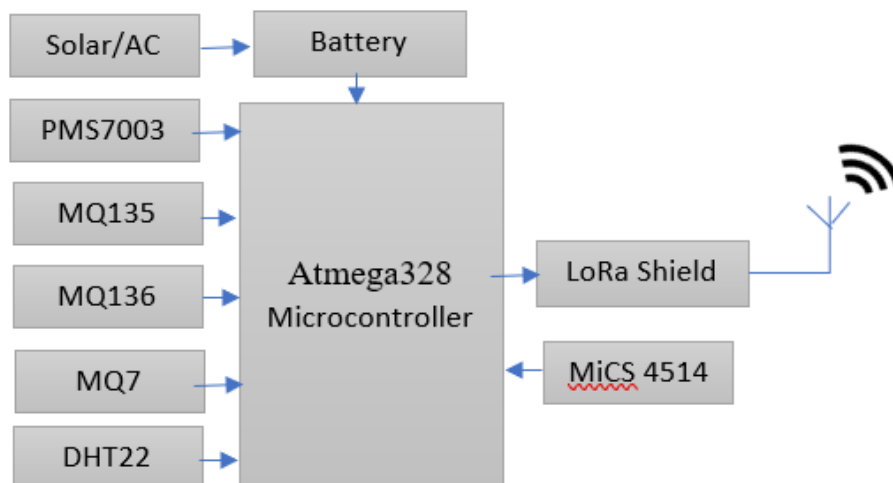 Solar/AC
Battery
PMS7003
MQ135
MQ136
MQ7
DHT22
Atmega328
Microcontroller
LoRa Shield
MiCS 4514